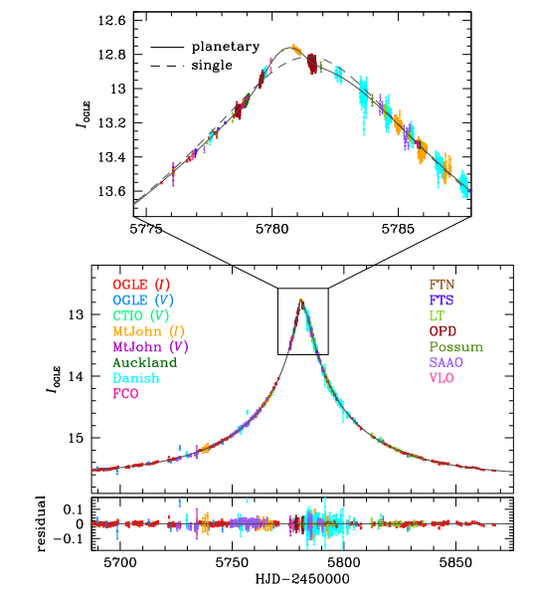 12.6
12.8
13
13.2
13.4
13.6
I_OGLE
planetary
single
5775 5780 5785
13
14
15
I_OGLE
OGLE (I)
OGLE (V)
CTIO (V)
MtJohn (I)
MtJohn (V)
Auckland
Danish
FCO
FTN
FTS
LT
OPD
Possum
SAAO
VLO
0.1
0
−0.1
residual
5700 5750 5800 5850
HJD−2450000